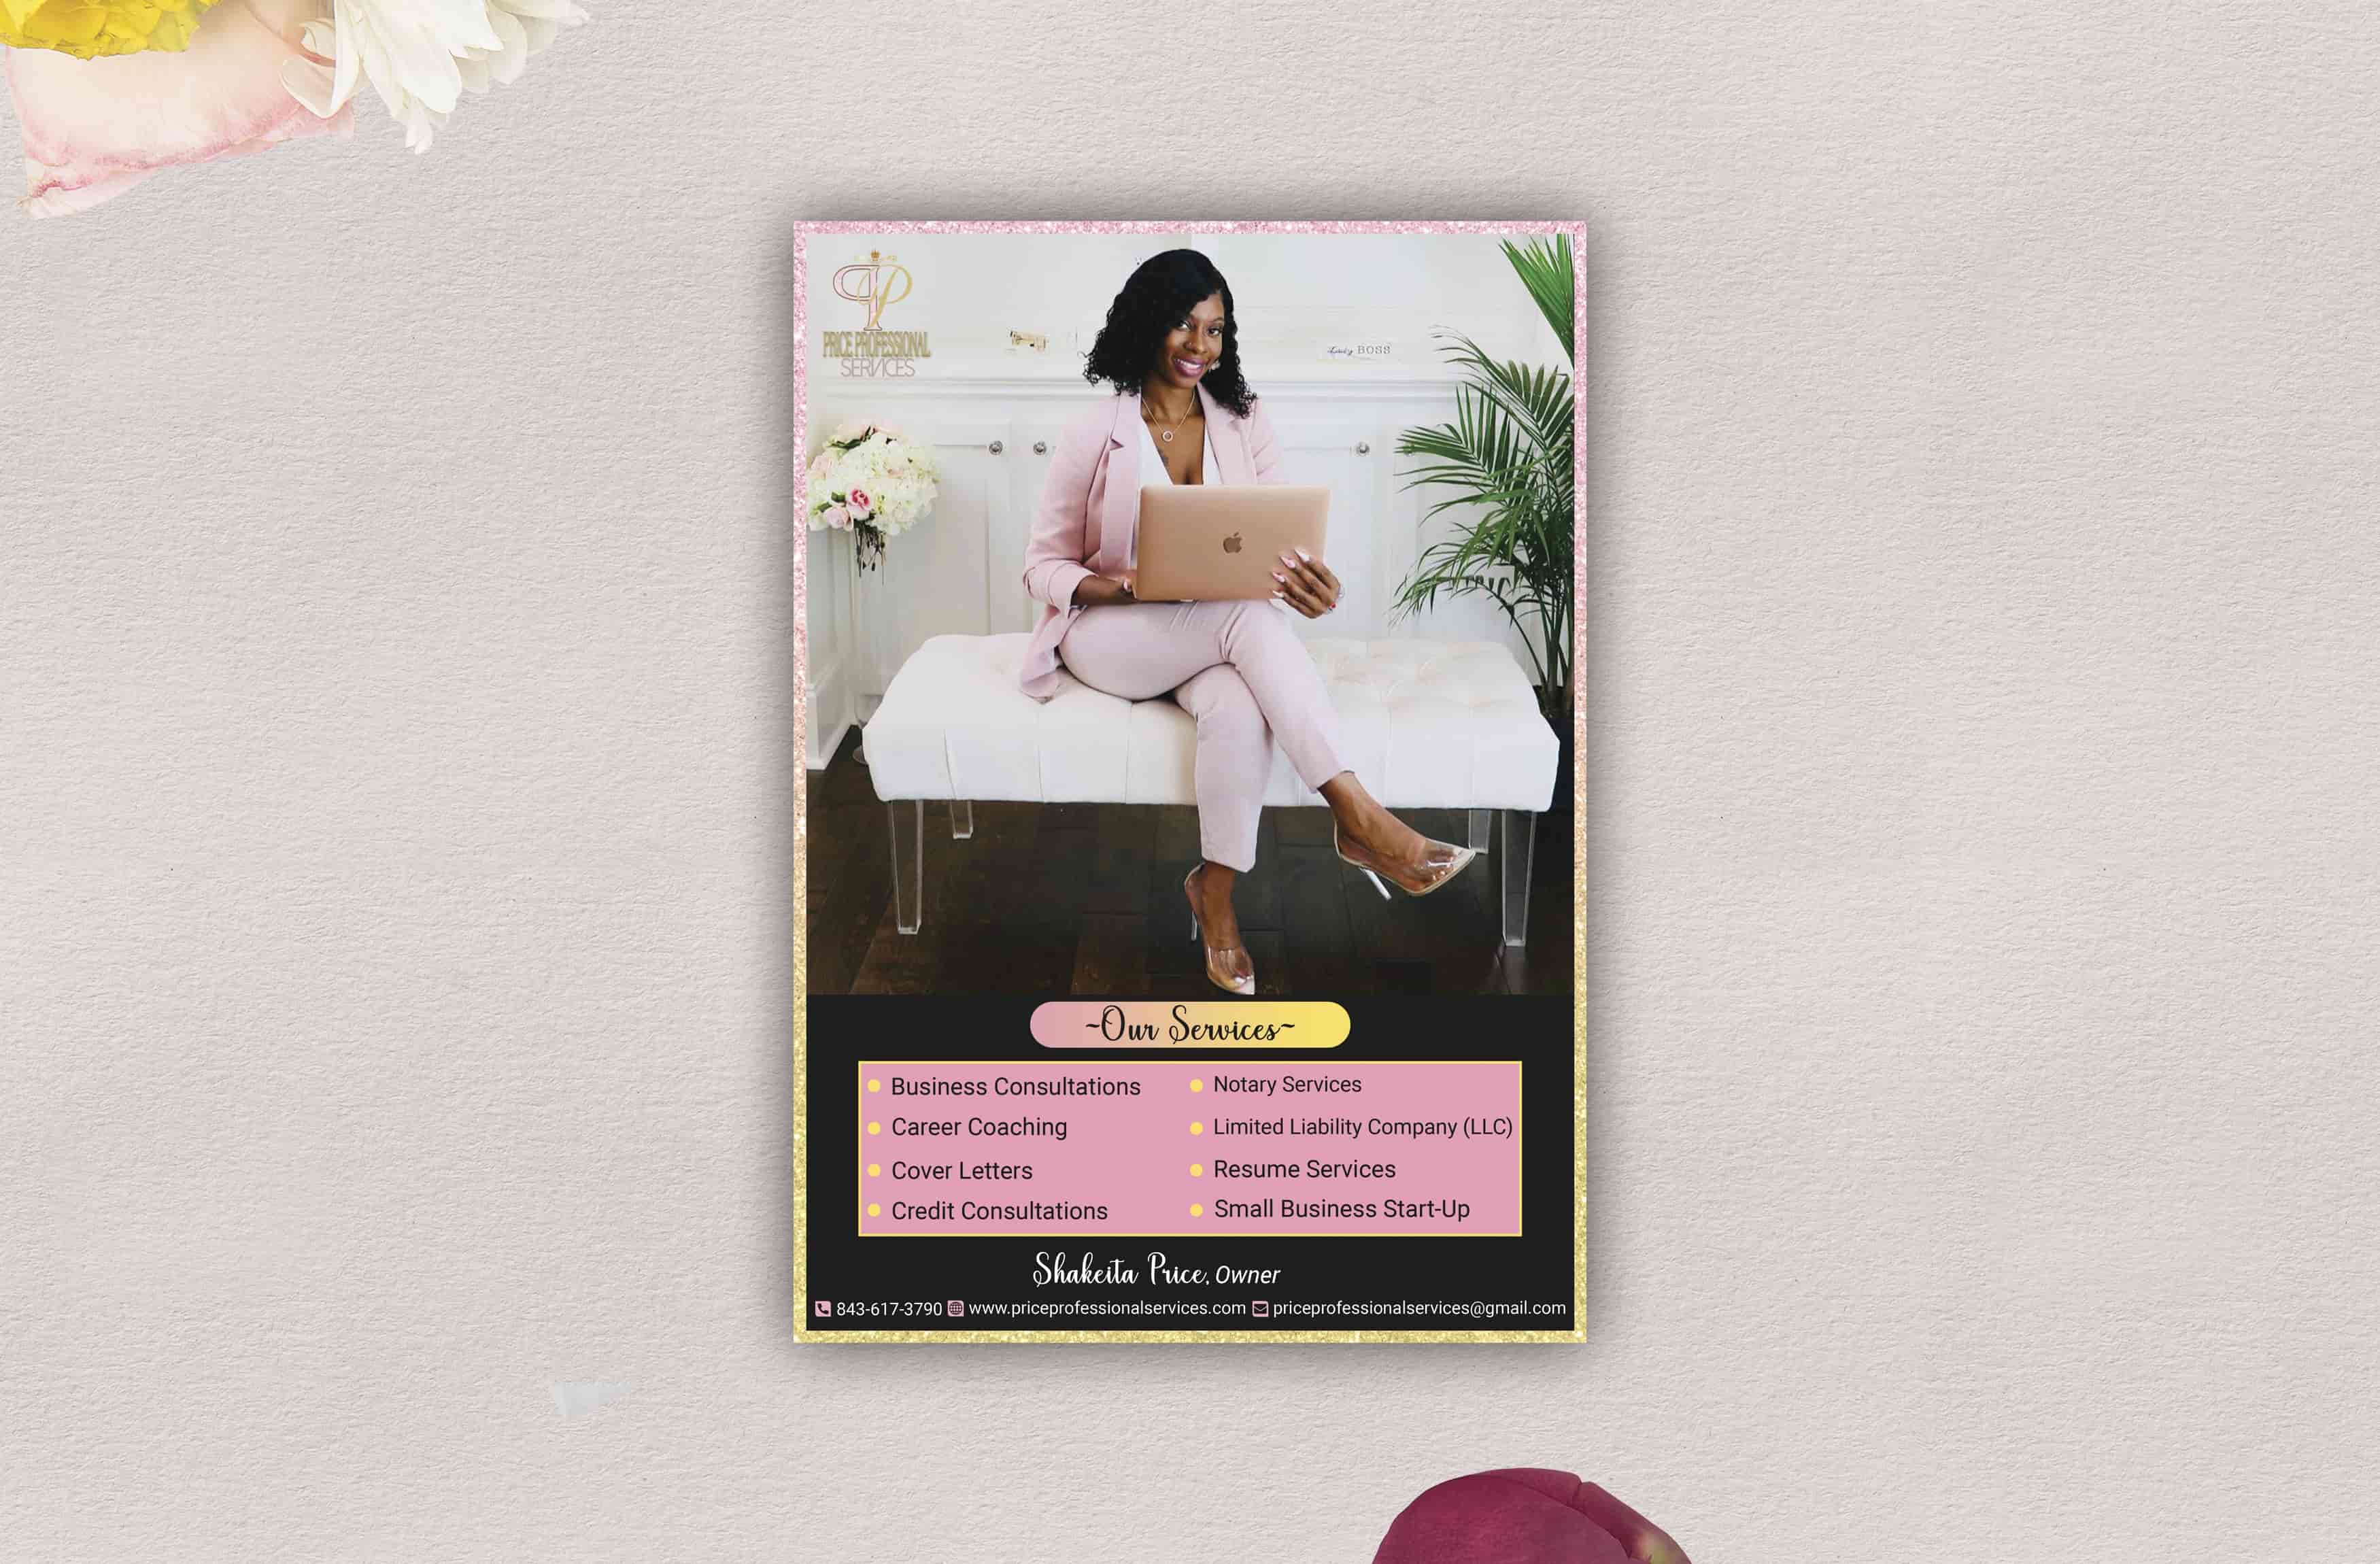 PRICE PROFESSIONAL
SERVICES
Lady BOSS
~Our Services~
Business Consultations
Career Coaching
Cover Letters
Credit Consultations
Notary Services
Limited Liability Company (LLC)
Resume Services
Small Business Start-Up
Shakeita Price, Owner
843-617-3790 www.priceprofessionalservices.com priceprofessionalservices@gmail.com